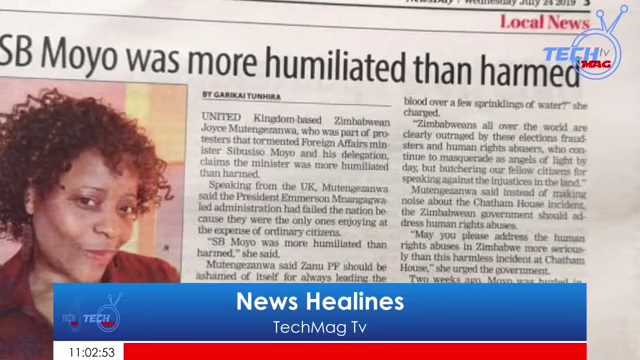 Wednesday July 24 2019 3
Local News
TECH tv
MAG
SB Moyo was more humiliated than harmed
BY GARIKAI TUNHIRA
UNITED Kingdom-based Zimbabwean
Joyce Mutengezanwa, who was part of pro-
testers that tormented Foreign Affairs min-
ister Sibusiso Moyo and his delegation,
claims the minister was more humiliated
than harmed.
Speaking from the UK, Mutengezanwa
said the President Emmerson Mnangagwa-
led administration had failed the nation be-
cause they were the only ones enjoying at
the expense of ordinary citizens.
"SB Moyo was more humiliated than
harmed," she said.
Mutengezanwa said Zanu PF should be
ashamed of itself for always leading the
blood over a few sprinklings of water?" she
charged.
"Zimbabweans all over the world are
clearly outraged by these elections fraud-
sters and human rights abusers, who con-
tinue to masquerade as angels of light by
day, but butchering our fellow citizens for
speaking against the injustices in the land."
Mutengezanwa said instead of making
noise about the Chatham House incident,
the Zimbabwean government should ad-
dress human rights abuses.
"May you please address the human
rights abuses in Zimbabwe more serious-
ly than this harmless incident at Chatham
House," she urged the government.
Two weeks ago, Moyo was hurled in
TECH TECH
News Healines
TechMag Tv
11:02:53